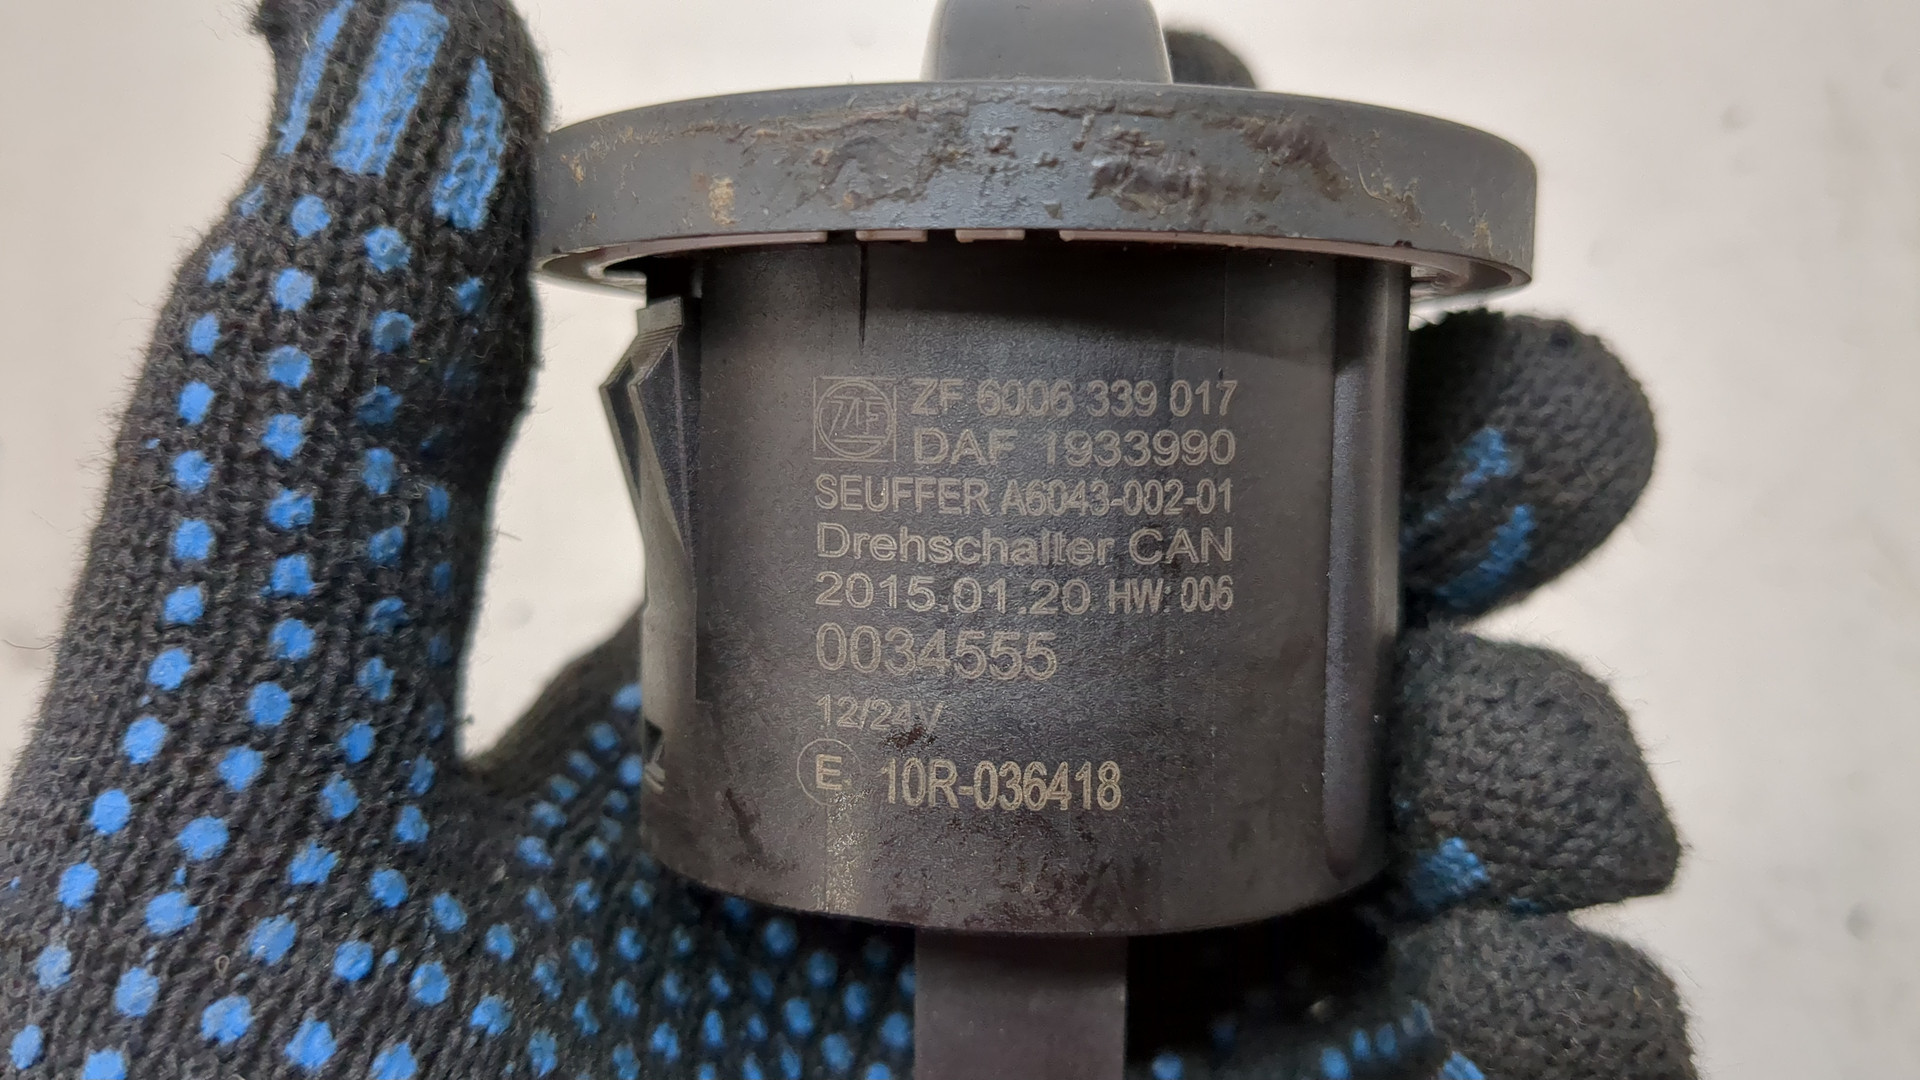 ZF ZF 6006 339 017
DAF 1933990
SEUFFER A6043-002-01
Drehschalter CAN
2015.01.20 HW: 006
0034555
12/24V
E 10R-036418